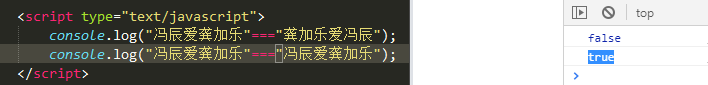 <script type="text/javascript">
console.log("冯辰爱龚加乐"==="龚加乐爱冯辰");
console.log("冯辰爱龚加乐"==="冯辰爱龚加乐");
</script>
top
false
true
>